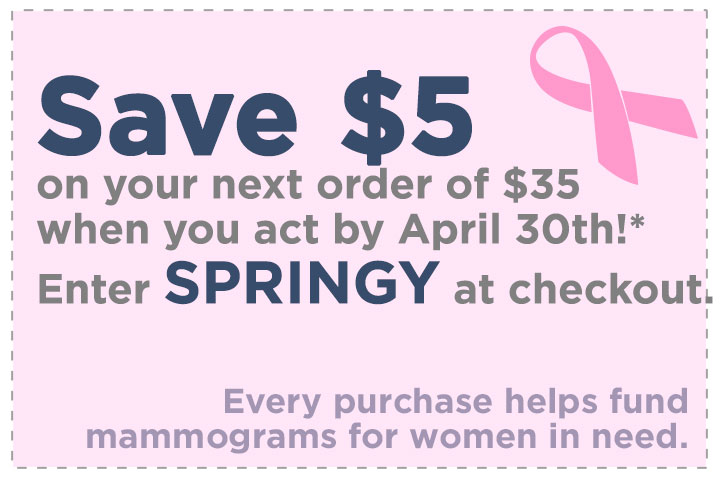 Save $5
on your next order of $35
when you act by April 30th!*
Enter SPRINGY at checkout.
Every purchase helps fund
mammograms for women in need.